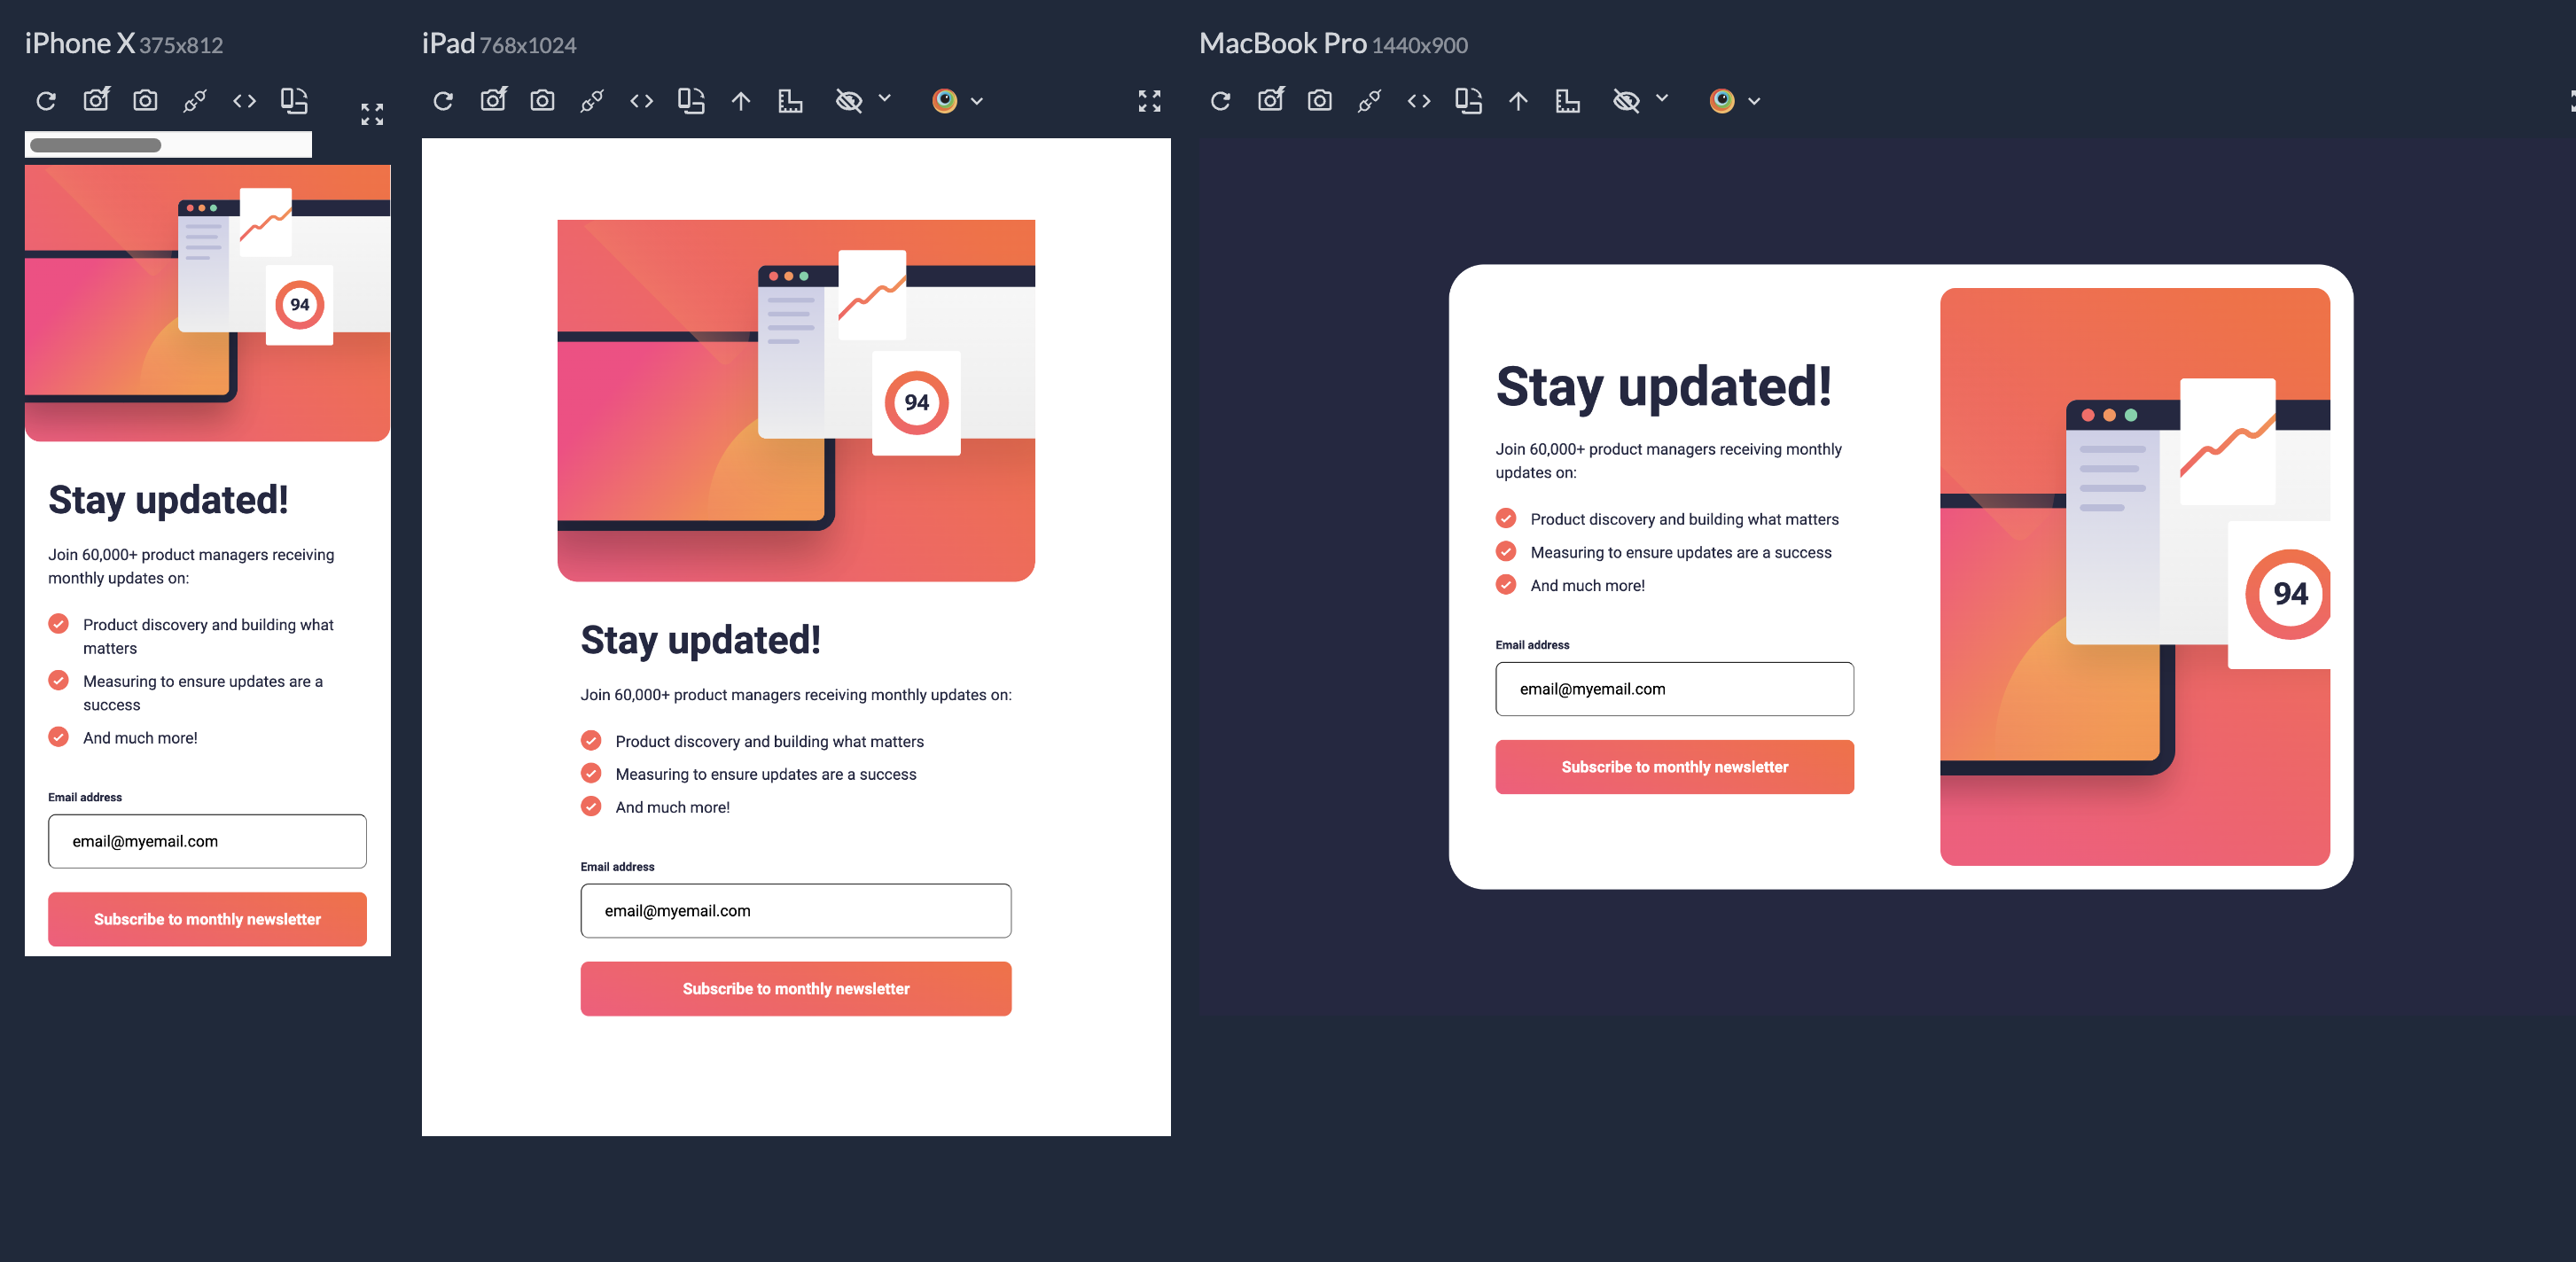 iPhone X 375x812
94
Stay updated!
Join 60,000+ product managers receiving
monthly updates on:
Product discovery and building what
matters
Measuring to ensure updates are a
success
And much more!
Email address
email@myemail.com
Subscribe to monthly newsletter
iPad 768x1024
94
Stay updated!
Join 60,000+ product managers receiving monthly updates on:
Product discovery and building what matters
Measuring to ensure updates are a success
And much more!
Email address
email@myemail.com
Subscribe to monthly newsletter
MacBook Pro 1440x900
Stay updated!
Join 60,000+ product managers receiving monthly
updates on:
Product discovery and building what matters
Measuring to ensure updates are a success
And much more!
Email address
email@myemail.com
Subscribe to monthly newsletter
94